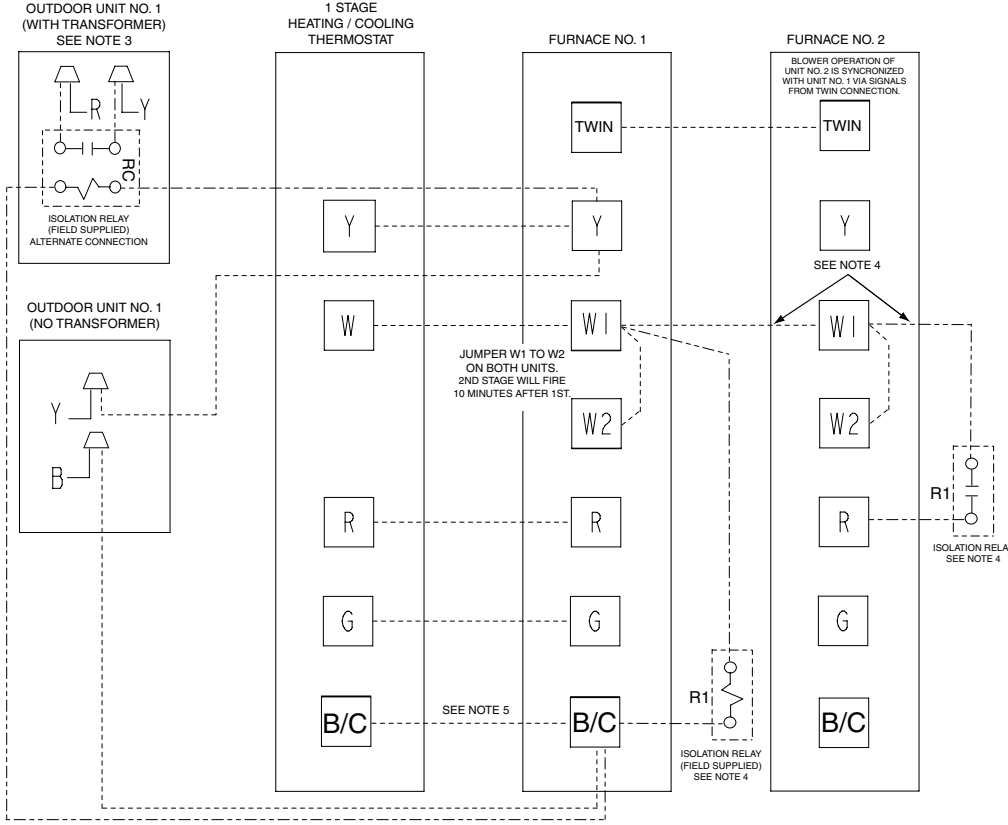 OUTDOOR UNIT NO. 1
(WITH TRANSFORMER)
SEE NOTE 3
R
Y
RC
ISOLATION RELAY
(FIELD SUPPLIED)
ALTERNATE CONNECTION
OUTDOOR UNIT NO. 1
(NO TRANSFORMER)
Y
B
1 STAGE
HEATING / COOLING
THERMOSTAT
Y
W
R
G
B/C
SEE NOTE 5
FURNACE NO. 1
TWIN
Y
W1
JUMPER W1 TO W2
ON BOTH UNITS.
2ND STAGE WILL FIRE
10 MINUTES AFTER 1ST.
W2
R
G
B/C
R1
ISOLATION RELAY
(FIELD SUPPLIED)
SEE NOTE 4
FURNACE NO. 2
BLOWER OPERATION OF
UNIT NO. 2 IS SYNCRONIZED
WITH UNIT NO. 1 VIA SIGNALS
FROM TWIN CONNECTION.
TWIN
Y
SEE NOTE 4
W1
W2
R
G
B/C
R1
ISOLATION RELA
SEE NOTE 4